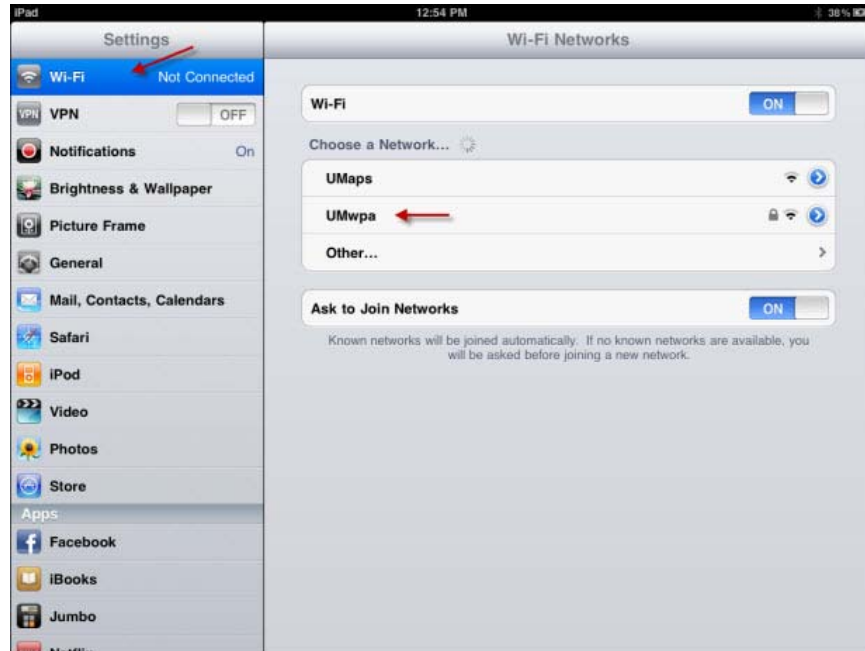 iPad 12:54 PM 38%
Settings
Wi-Fi Not Connected
VPN VPN OFF
Notifications On
Brightness & Wallpaper
Picture Frame
General
Mail, Contacts, Calendars
Safari
iPod
Video
Photos
Store
Apps
Facebook
iBooks
Jumbo
Wi-Fi Networks
Wi-Fi ON
Choose a Network...
UMaps
UMwpa
Other...
Ask to Join Networks ON
Known networks will be joined automatically. If no known networks are available, you
will be asked before joining a new network.